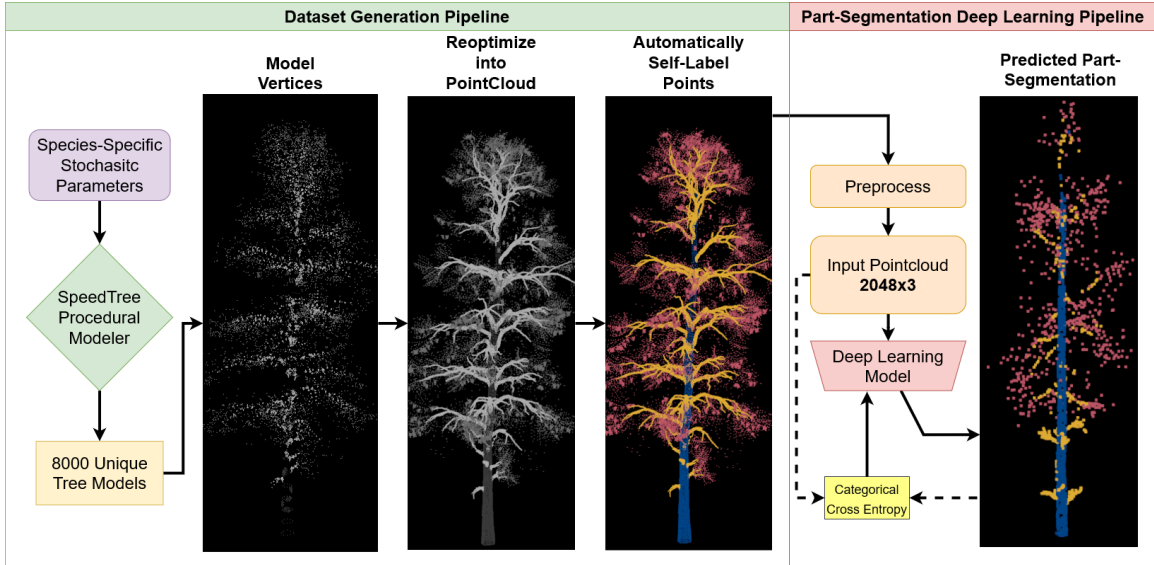 Dataset Generation Pipeline
Part-Segmentation Deep Learning Pipeline
Model
Vertices
Reoptimize
into
PointCloud
Automatically
Self-Label
Points
Predicted Part-
Segmentation
Species-Specific
Stochasitc
Parameters
SpeedTree
Procedural
Modeler
8000 Unique
Tree Models
Preprocess
Input Pointcloud
2048x3
Deep Learning
Model
Categorical
Cross Entropy